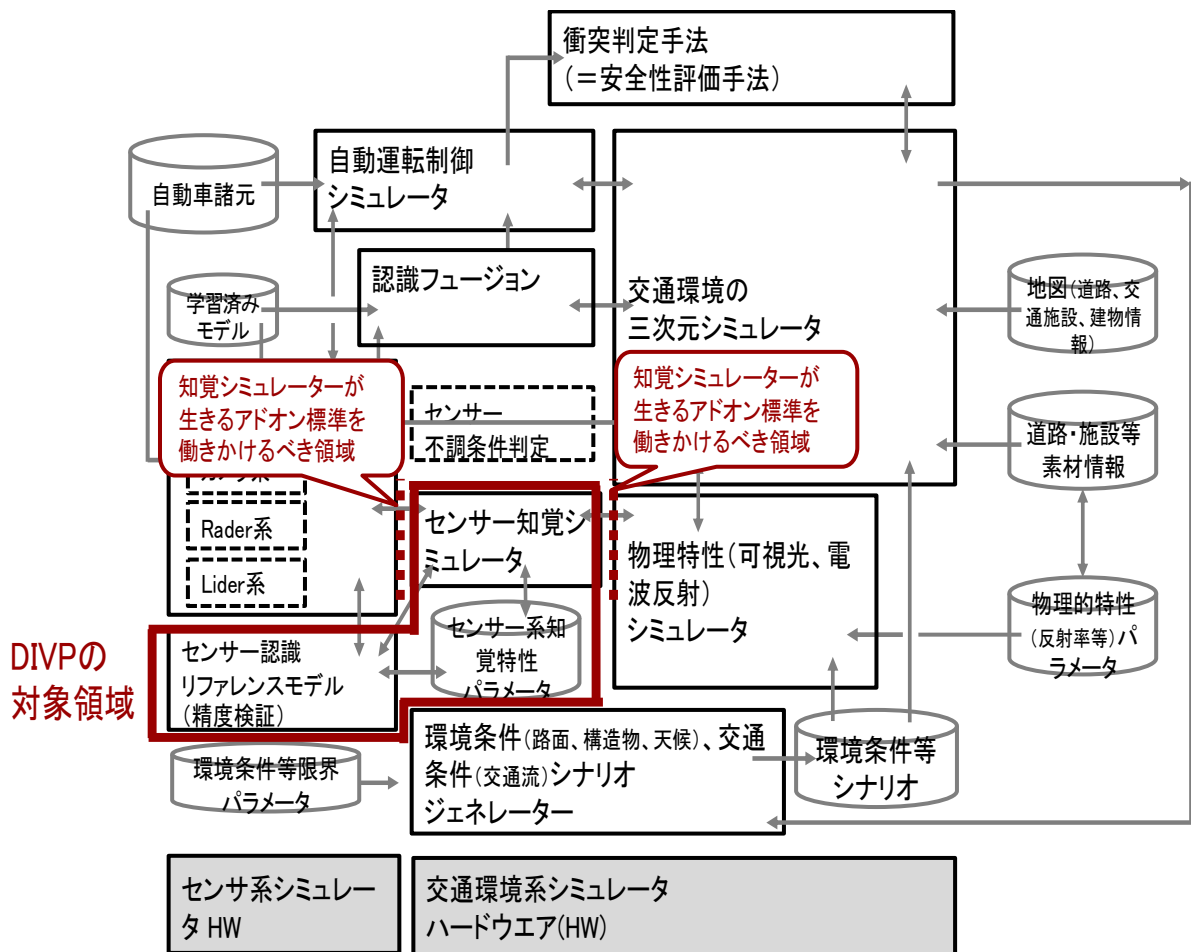 衝突判定手法
(=安全性評価手法)
自動車諸元
自動運転制御
シミュレータ
認識フュージョン
学習済み
モデル
交通環境の
三次元シミュレータ
地図(道路、交
通施設、建物情
報)
知覚シミュレーターが
生きるアドオン標準を
働きかけるべき領域
センサー
不調条件判定
知覚シミュレーターが
生きるアドオン標準を
働きかけるべき領域
道路・施設等
素材情報
Rader系
Lider系
センサー知覚シ
ミュレータ
物理特性(可視光、電
波反射)
シミュレータ
物理的特性
(反射率等)パ
ラメータ
DIVPの
対象領域
センサー認識
リファレンスモデル
(精度検証)
センサー系知
覚特性
パラメータ
環境条件等限界
パラメータ
環境条件(路面、構造物、天候)、交通
条件(交通流)シナリオ
ジェネレーター
環境条件等
シナリオ
センサ系シミュレー
タ HW
交通環境系シミュレータ
ハードウエア(HW)